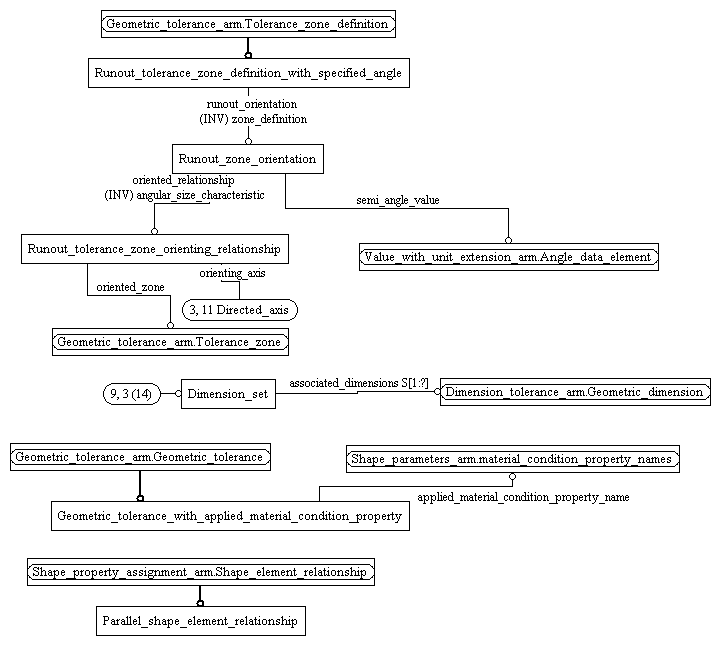 Geometric_tolerance_arm.Tolerance_zone_definition
Runout_tolerance_zone_definition_with_specified_angle
runout_orientation
(INV) zone_definition
Runout_zone_orientation
oriented_relationship
(INV) angular_size_characteristic
semi_angle_value
Runout_tolerance_zone_orienting_relationship
Value_with_unit_extension_arm.Angle_data_element
orienting_axis
oriented_zone
3, 11 Directed_axis
Geometric_tolerance_arm.Tolerance_zone
9, 3 (14)
Dimension_set
associated_dimensions S[1:?]
Dimension_tolerance_arm.Geometric_dimension
Geometric_tolerance_arm.Geometric_tolerance
Shape_parameters_arm.material_condition_property_names
applied_material_condition_property_name
Geometric_tolerance_with_applied_material_condition_property
Shape_property_assignment_arm.Shape_element_relationship
Parallel_shape_element_relationship